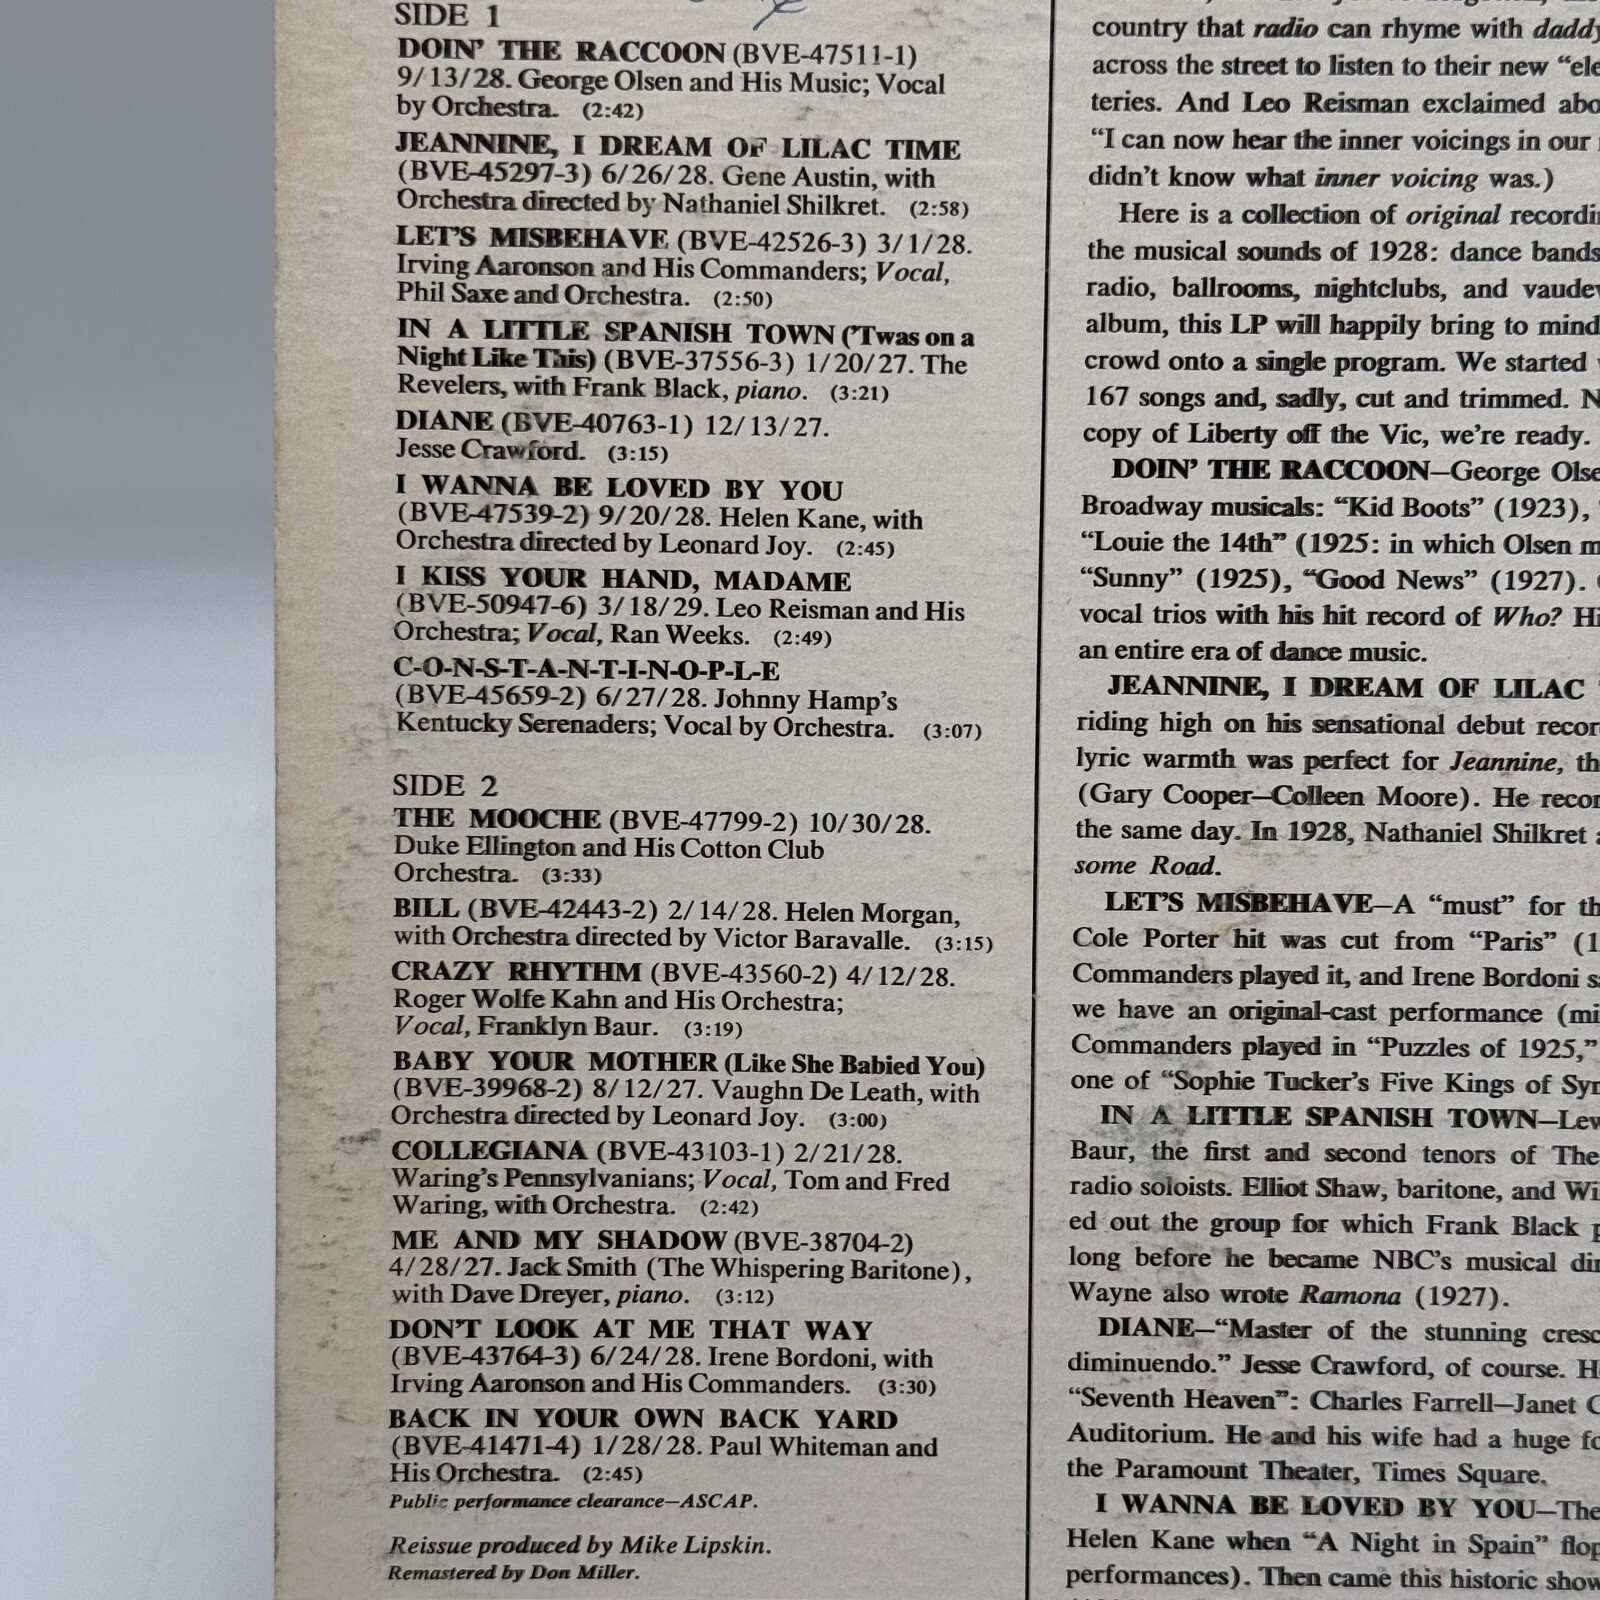 SIDE 1
DOIN' THE RACCOON (BVE-47511-1)
9/13/28. George Olsen and His Music; Vocal
by Orchestra. (2:42)
JEANNINE, I DREAM OF LILAC TIME
(BVE-45297-3) 6/26/28. Gene Austin, with
Orchestra directed by Nathaniel Shilkret. (2:58)
LET'S MISBEHAVE (BVE-42526-3) 3/1/28.
Irving Aaronson and His Commanders; Vocal,
Phil Saxe and Orchestra. (2:50)
IN A LITTLE SPANISH TOWN ('Twas on a
Night Like This) (BVE-37556-3) 1/20/27. The
Revelers, with Frank Black, piano. (3:21)
DIANE (BVE-40763-1) 12/13/27.
Jesse Crawford. (3:15)
I WANNA BE LOVED BY YOU
(BVE-47539-2) 9/20/28. Helen Kane, with
Orchestra directed by Leonard Joy. (2:45)
I KISS YOUR HAND, MADAME
(BVE-50947-6) 3/18/29. Leo Reisman and His
Orchestra; Vocal, Ran Weeks. (2:49)
C-O-N-S-T-A-N-T-I-N-O-P-L-E
(BVE-45659-2) 6/27/28. Johnny Hamp's
Kentucky Serenaders; Vocal by Orchestra. (3:07)
SIDE 2
THE MOOCHE (BVE-47799-2) 10/30/28.
Duke Ellington and His Cotton Club
Orchestra. (3:33)
BILL (BVE-42443-2) 2/14/28. Helen Morgan,
with Orchestra directed by Victor Baravalle. (3:15)
CRAZY RHYTHM (BVE-43560-2) 4/12/28.
Roger Wolfe Kahn and His Orchestra;
Vocal, Franklyn Baur. (3:19)
BABY YOUR MOTHER (Like She Babied You)
(BVE-39968-2) 8/12/27. Vaughn De Leath, with
Orchestra directed by Leonard Joy. (3:00)
COLLEGIANA (BVE-43103-1) 2/21/28.
Waring's Pennsylvanians; Vocal, Tom and Fred
Waring, with Orchestra. (2:42)
ME AND MY SHADOW (BVE-38704-2)
4/28/27. Jack Smith (The Whispering Baritone),
with Dave Dreyer, piano. (3:12)
DON'T LOOK AT ME THAT WAY
(BVE-43764-3) 6/24/28. Irene Bordoni, with
Irving Aaronson and His Commanders. (3:30)
BACK IN YOUR OWN BACK YARD
(BVE-41471-4) 1/28/28. Paul Whiteman and
His Orchestra. (2:45)
Public performance clearance—ASCAP.
Reissue produced by Mike Lipskin.
Remastered by Don Miller.
country that radio can rhyme with daddy
across the street to listen to their new "ele
teries. And Leo Reisman exclaimed abo
"I can now hear the inner voicings in our
didn't know what inner voicing was.)
Here is a collection of original recordi
the musical sounds of 1928: dance bands
radio, ballrooms, nightclubs, and vaude
album, this LP will happily bring to mind
crowd onto a single program. We started
167 songs and, sadly, cut and trimmed. N
copy of Liberty off the Vic, we're ready.
DOIN' THE RACCOON—George Olse
Broadway musicals: "Kid Boots" (1923),
"Louie the 14th" (1925: in which Olsen m
"Sunny" (1925), "Good News" (1927).
vocal trios with his hit record of Who? Hi
an entire era of dance music.
JEANNINE, I DREAM OF LILAC
riding high on his sensational debut recor
lyric warmth was perfect for Jeannine, th
(Gary Cooper—Colleen Moore). He recor
the same day. In 1928, Nathaniel Shilkret a
some Road.
LET'S MISBEHAVE—A "must" for th
Cole Porter hit was cut from "Paris" (1
Commanders played it, and Irene Bordoni s
we have an original-cast performance (mi
Commanders played in "Puzzles of 1925,"
one of "Sophie Tucker's Five Kings of Syn
IN A LITTLE SPANISH TOWN—Lew
Baur, the first and second tenors of The
radio soloists. Elliot Shaw, baritone, and Wi
ed out the group for which Frank Black p
long before he became NBC's musical dir
Wayne also wrote Ramona (1927).
DIANE—"Master of the stunning cresc
diminuendo." Jesse Crawford, of course. H
"Seventh Heaven": Charles Farrell—Janet G
Auditorium. He and his wife had a huge fo
the Paramount Theater, Times Square.
I WANNA BE LOVED BY YOU—The
Helen Kane when "A Night in Spain" flop
performances). Then came this historic show